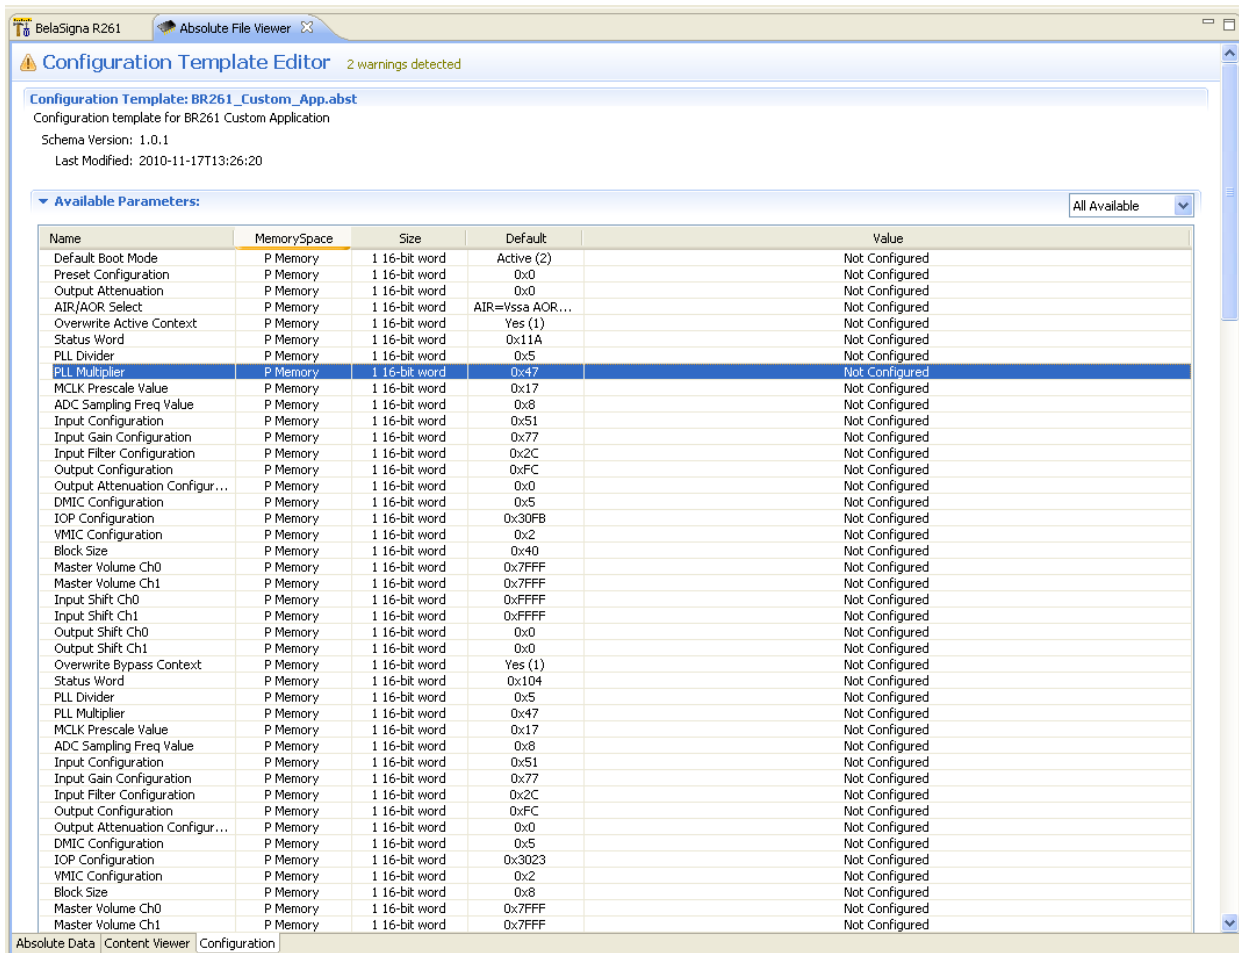 BelaSigna R261 Absolute File Viewer
Configuration Template Editor 2 warnings detected
Configuration Template: BR261_Custom_App.abst
Configuration template for BR261 Custom Application
Schema Version: 1.0.1
Last Modified: 2010-11-17T13:26:20
Available Parameters: All Available
Name MemorySpace Size Default Value
Default Boot Mode P Memory 1 16-bit word Active (2) Not Configured
Preset Configuration P Memory 1 16-bit word 0x0 Not Configured
Output Attenuation P Memory 1 16-bit word 0x0 Not Configured
AIR/AOR Select P Memory 1 16-bit word AIR=Vssa AOR... Not Configured
Overwrite Active Context P Memory 1 16-bit word Yes (1) Not Configured
Status Word P Memory 1 16-bit word 0x11A Not Configured
PLL Divider P Memory 1 16-bit word 0x5 Not Configured
PLL Multiplier P Memory 1 16-bit word 0x47 Not Configured
MCLK Prescale Value P Memory 1 16-bit word 0x17 Not Configured
ADC Sampling Freq Value P Memory 1 16-bit word 0x8 Not Configured
Input Configuration P Memory 1 16-bit word 0x51 Not Configured
Input Gain Configuration P Memory 1 16-bit word 0x77 Not Configured
Input Filter Configuration P Memory 1 16-bit word 0x2C Not Configured
Output Configuration P Memory 1 16-bit word 0xFC Not Configured
Output Attenuation Configur... P Memory 1 16-bit word 0x0 Not Configured
DMIC Configuration P Memory 1 16-bit word 0x5 Not Configured
IOP Configuration P Memory 1 16-bit word 0x30FB Not Configured
VMIC Configuration P Memory 1 16-bit word 0x2 Not Configured
Block Size P Memory 1 16-bit word 0x40 Not Configured
Master Volume Ch0 P Memory 1 16-bit word 0x7FFF Not Configured
Master Volume Ch1 P Memory 1 16-bit word 0x7FFF Not Configured
Input Shift Ch0 P Memory 1 16-bit word 0xFFFF Not Configured
Input Shift Ch1 P Memory 1 16-bit word 0xFFFF Not Configured
Output Shift Ch0 P Memory 1 16-bit word 0x0 Not Configured
Output Shift Ch1 P Memory 1 16-bit word 0x0 Not Configured
Overwrite Bypass Context P Memory 1 16-bit word Yes (1) Not Configured
Status Word P Memory 1 16-bit word 0x104 Not Configured
PLL Divider P Memory 1 16-bit word 0x5 Not Configured
PLL Multiplier P Memory 1 16-bit word 0x47 Not Configured
MCLK Prescale Value P Memory 1 16-bit word 0x17 Not Configured
ADC Sampling Freq Value P Memory 1 16-bit word 0x8 Not Configured
Input Configuration P Memory 1 16-bit word 0x51 Not Configured
Input Gain Configuration P Memory 1 16-bit word 0x77 Not Configured
Input Filter Configuration P Memory 1 16-bit word 0x2C Not Configured
Output Configuration P Memory 1 16-bit word 0xFC Not Configured
Output Attenuation Configur... P Memory 1 16-bit word 0x0 Not Configured
DMIC Configuration P Memory 1 16-bit word 0x5 Not Configured
IOP Configuration P Memory 1 16-bit word 0x3023 Not Configured
VMIC Configuration P Memory 1 16-bit word 0x2 Not Configured
Block Size P Memory 1 16-bit word 0x8 Not Configured
Master Volume Ch0 P Memory 1 16-bit word 0x7FFF Not Configured
Master Volume Ch1 P Memory 1 16-bit word 0x7FFF Not Configured
Absolute Data Content Viewer Configuration